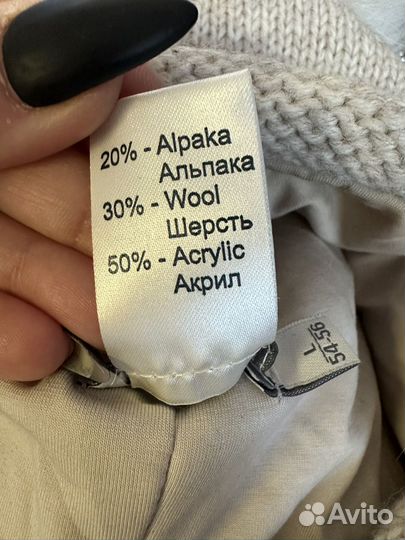 20% - Alpaka
Альпака
30% - Wool
Шерсть
50% - Acrylic
Акрил
L
54-56
Avito